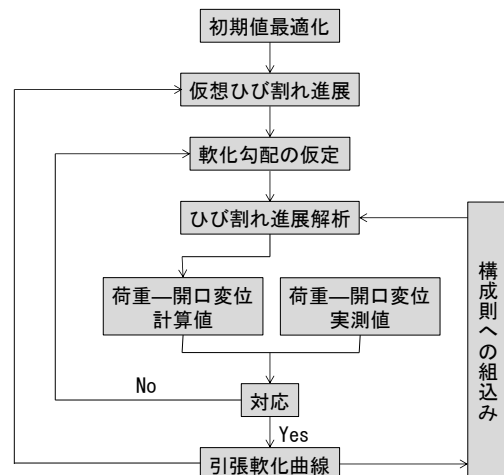 初期値最適化
仮想ひび割れ進展
軟化勾配の仮定
ひび割れ進展解析
荷重―開口変位
計算値
荷重―開口変位
実測値
構成則への組込み
No
対応
Yes
引張軟化曲線